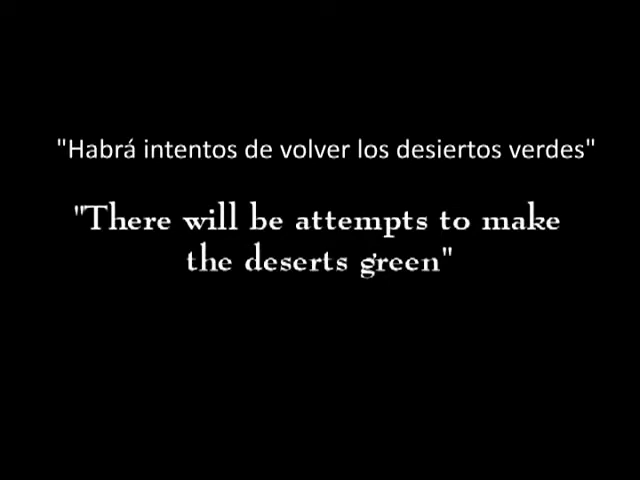 "Habrá intentos de volver los desiertos verdes"
"There will be attempts to make
the deserts green"